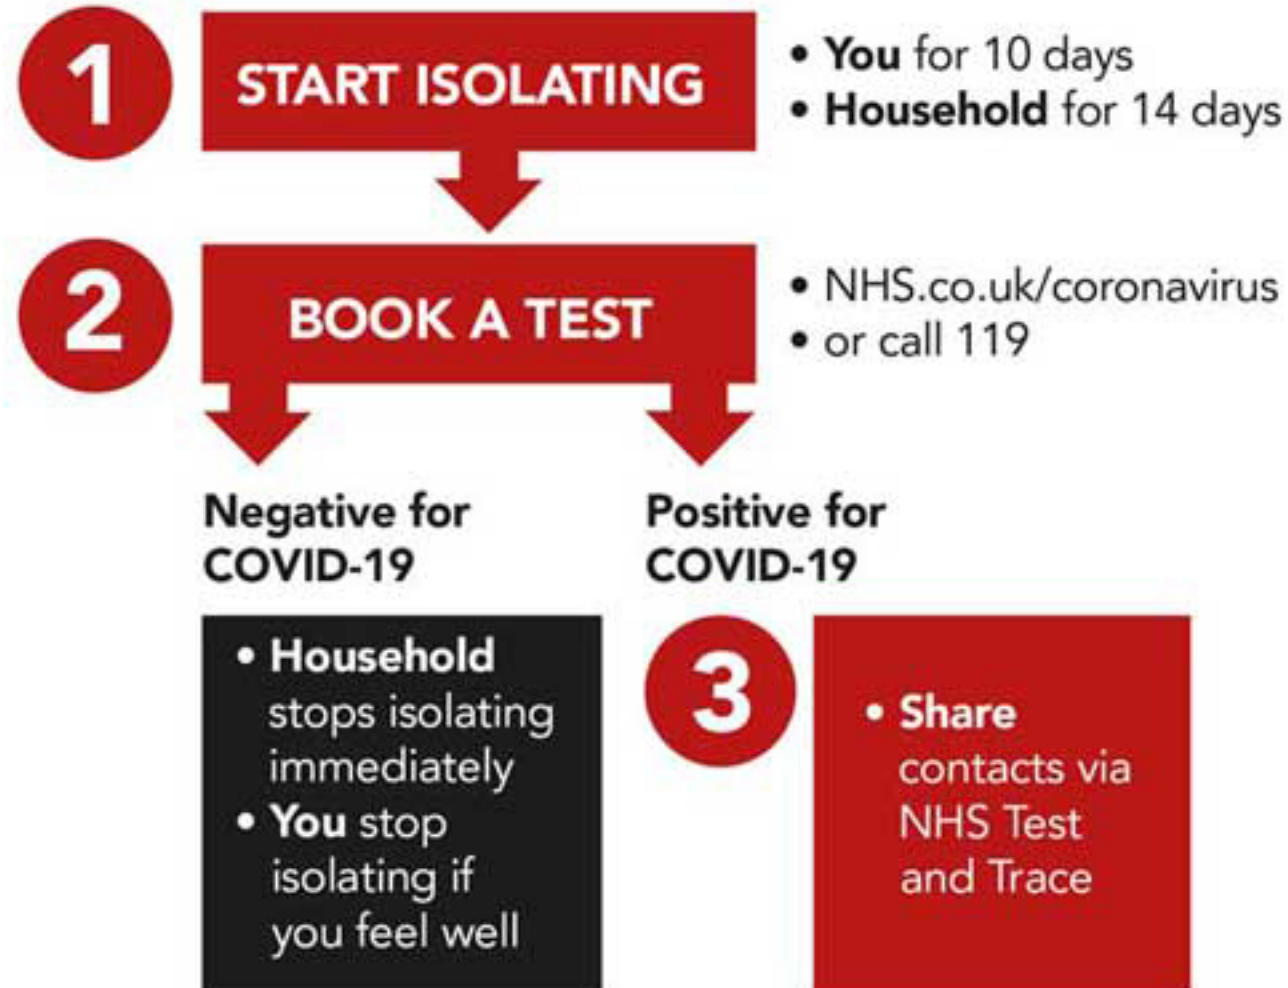 1
START ISOLATING
• You for 10 days
• Household for 14 days
2
BOOK A TEST
• NHS.co.uk/coronavirus
• or call 119
Negative for
COVID-19
• Household
stops isolating
immediately
• You stop
isolating if
you feel well
Positive for
COVID-19
3
• Share
contacts via
NHS Test
and Trace